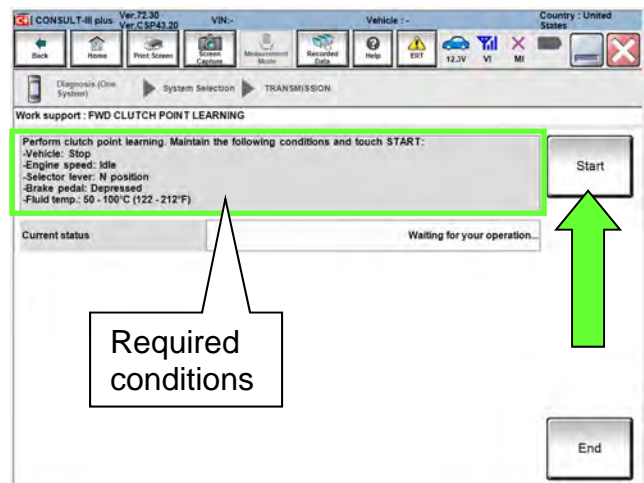 CONSULT-III plus Ver.72.30 Ver.CSP43.20 VIN:- Vehicle : - Country : United States
Back Home Print Screen Screen Capture Measurement Mode Recorded Data Help ERT 12.3V VI MI
Diagnosis (One System) System Selection TRANSMISSION
Work support : FWD CLUTCH POINT LEARNING
Perform clutch point learning. Maintain the following conditions and touch START:
-Vehicle: Stop
-Engine speed: Idle
-Selector lever: N position
-Brake pedal: Depressed
-Fluid temp.: 50 - 100°C (122 - 212°F)
Start
Current status Waiting for your operation...
Required
conditions
End